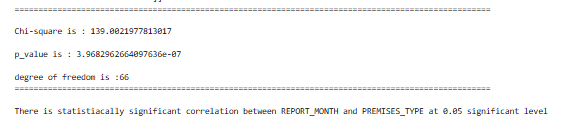 ================================================================================
Chi-square is : 139.0021977813017
p_value is : 3.9682962664097636e-07
degree of freedom is :66
================================================================================
There is statistiacally significant correlation between REPORT_MONTH and PREMISES_TYPE at 0.05 significant level